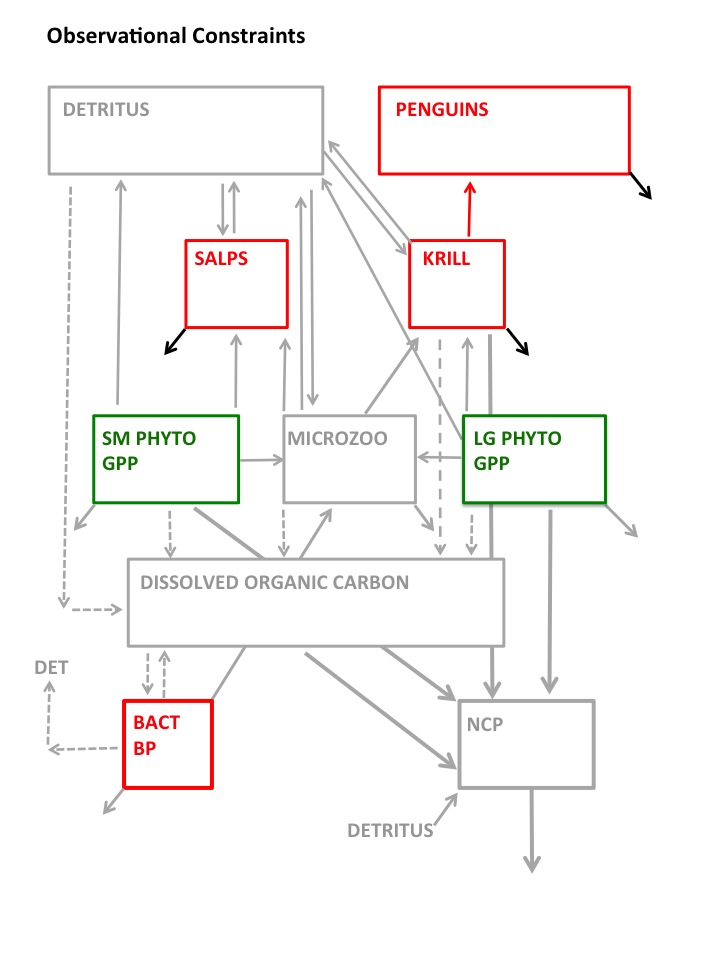 Observational Constraints
DETRITUS
PENGUINS
SALPS
KRILL
SM PHYTO
GPP
MICROZOO
LG PHYTO
GPP
DISSOLVED ORGANIC CARBON
DET
BACT
BP
NCP
DETRITUS